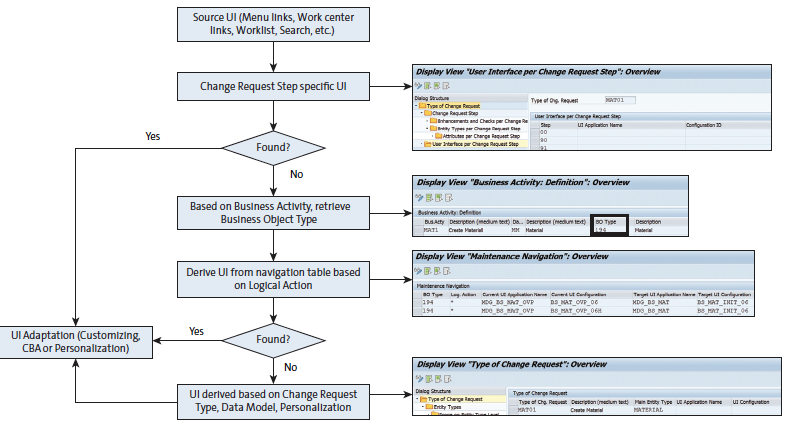 Source UI (Menu links, Work center
links, Worklist, Search, etc.)
Change Request Step specific UI
Display View "User Interface per Change Request Step": Overview
Dialog Structure
Type of Change Request
Change Request Step
Enhancements and Checks per Change Re
Entity Types per Change Request Step
Attributes per Change Request Step
User Interface per Change Request Step
Type of Chg. Request MAT01
User Interface per Change Request Step
Step UI Application Name Configuration ID
00
90
91
Yes
Found?
No
Based on Business Activity, retrieve
Business Object Type
Display View "Business Activity: Definition": Overview
Business Activity: Definition
Bus.Acty Description (medium text) Da... Description (medium text) BO Type Description
MAT1 Create Material MM Material 194 Material
Derive UI from navigation table based
on Logical Action
Display View "Maintenance Navigation": Overview
Maintenance Navigation
BO Type Log. Action Current UI Application Name Current UI Configuration Target UI Application Name Target UI Configuration
194 * MDG_BS_MAT_OVP BS_MAT_OVP_06 MDG_BS_MAT BS_MAT_INIT_06
194 * MDG_BS_MAT_OVP BS_MAT_OVP_06H MDG_BS_MAT BS_MAT_INIT_06
UI Adaptation (Customizing,
CBA or Personalization)
Yes
Found?
No
UI derived based on Change Request
Type, Data Model, Personalization
Display View "Type of Change Request": Overview
Dialog Structure
Type of Change Request
Entity Types
Type of Change Request
Type of Chg. Request Description (medium text) Main Entity Type UI Application Name UI Configuration
MAT01 Create Material MATERIAL